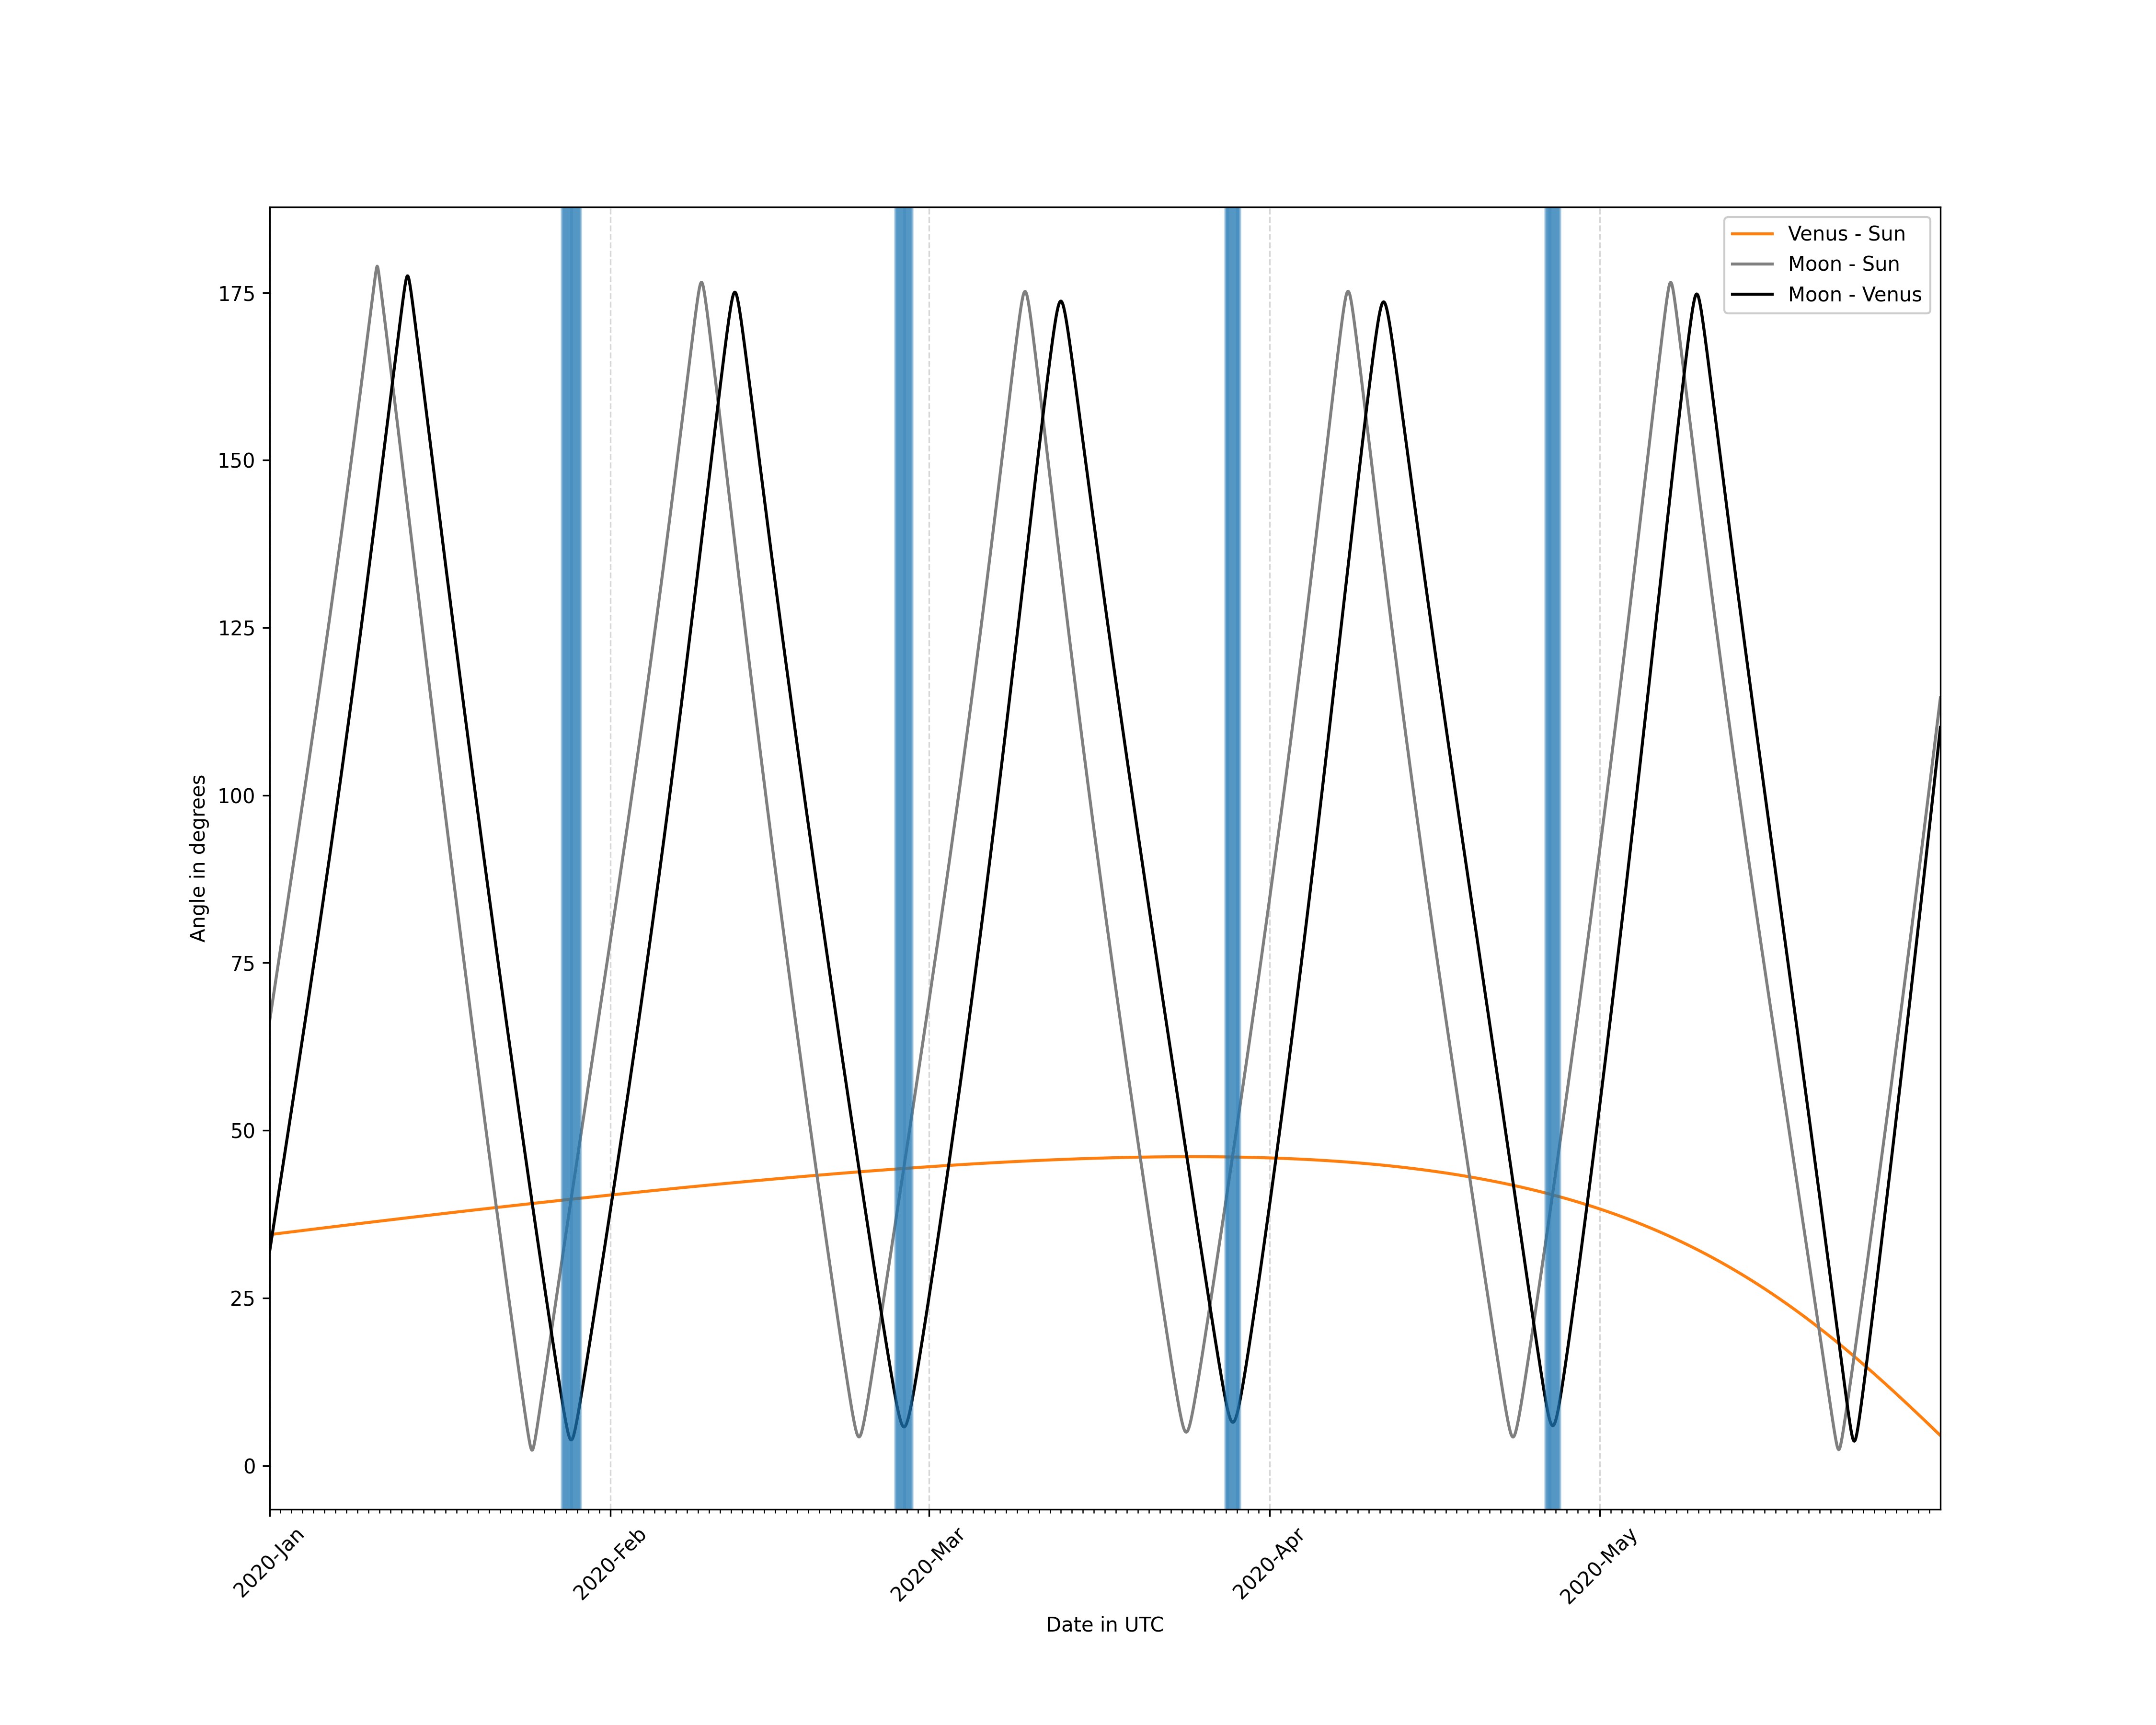 Venus - Sun
Moon - Sun
Moon - Venus
175
150
125
100
75
50
25
0
Angle in degrees
2020-Jan
2020-Feb
2020-Mar
2020-Apr
2020-May
Date in UTC